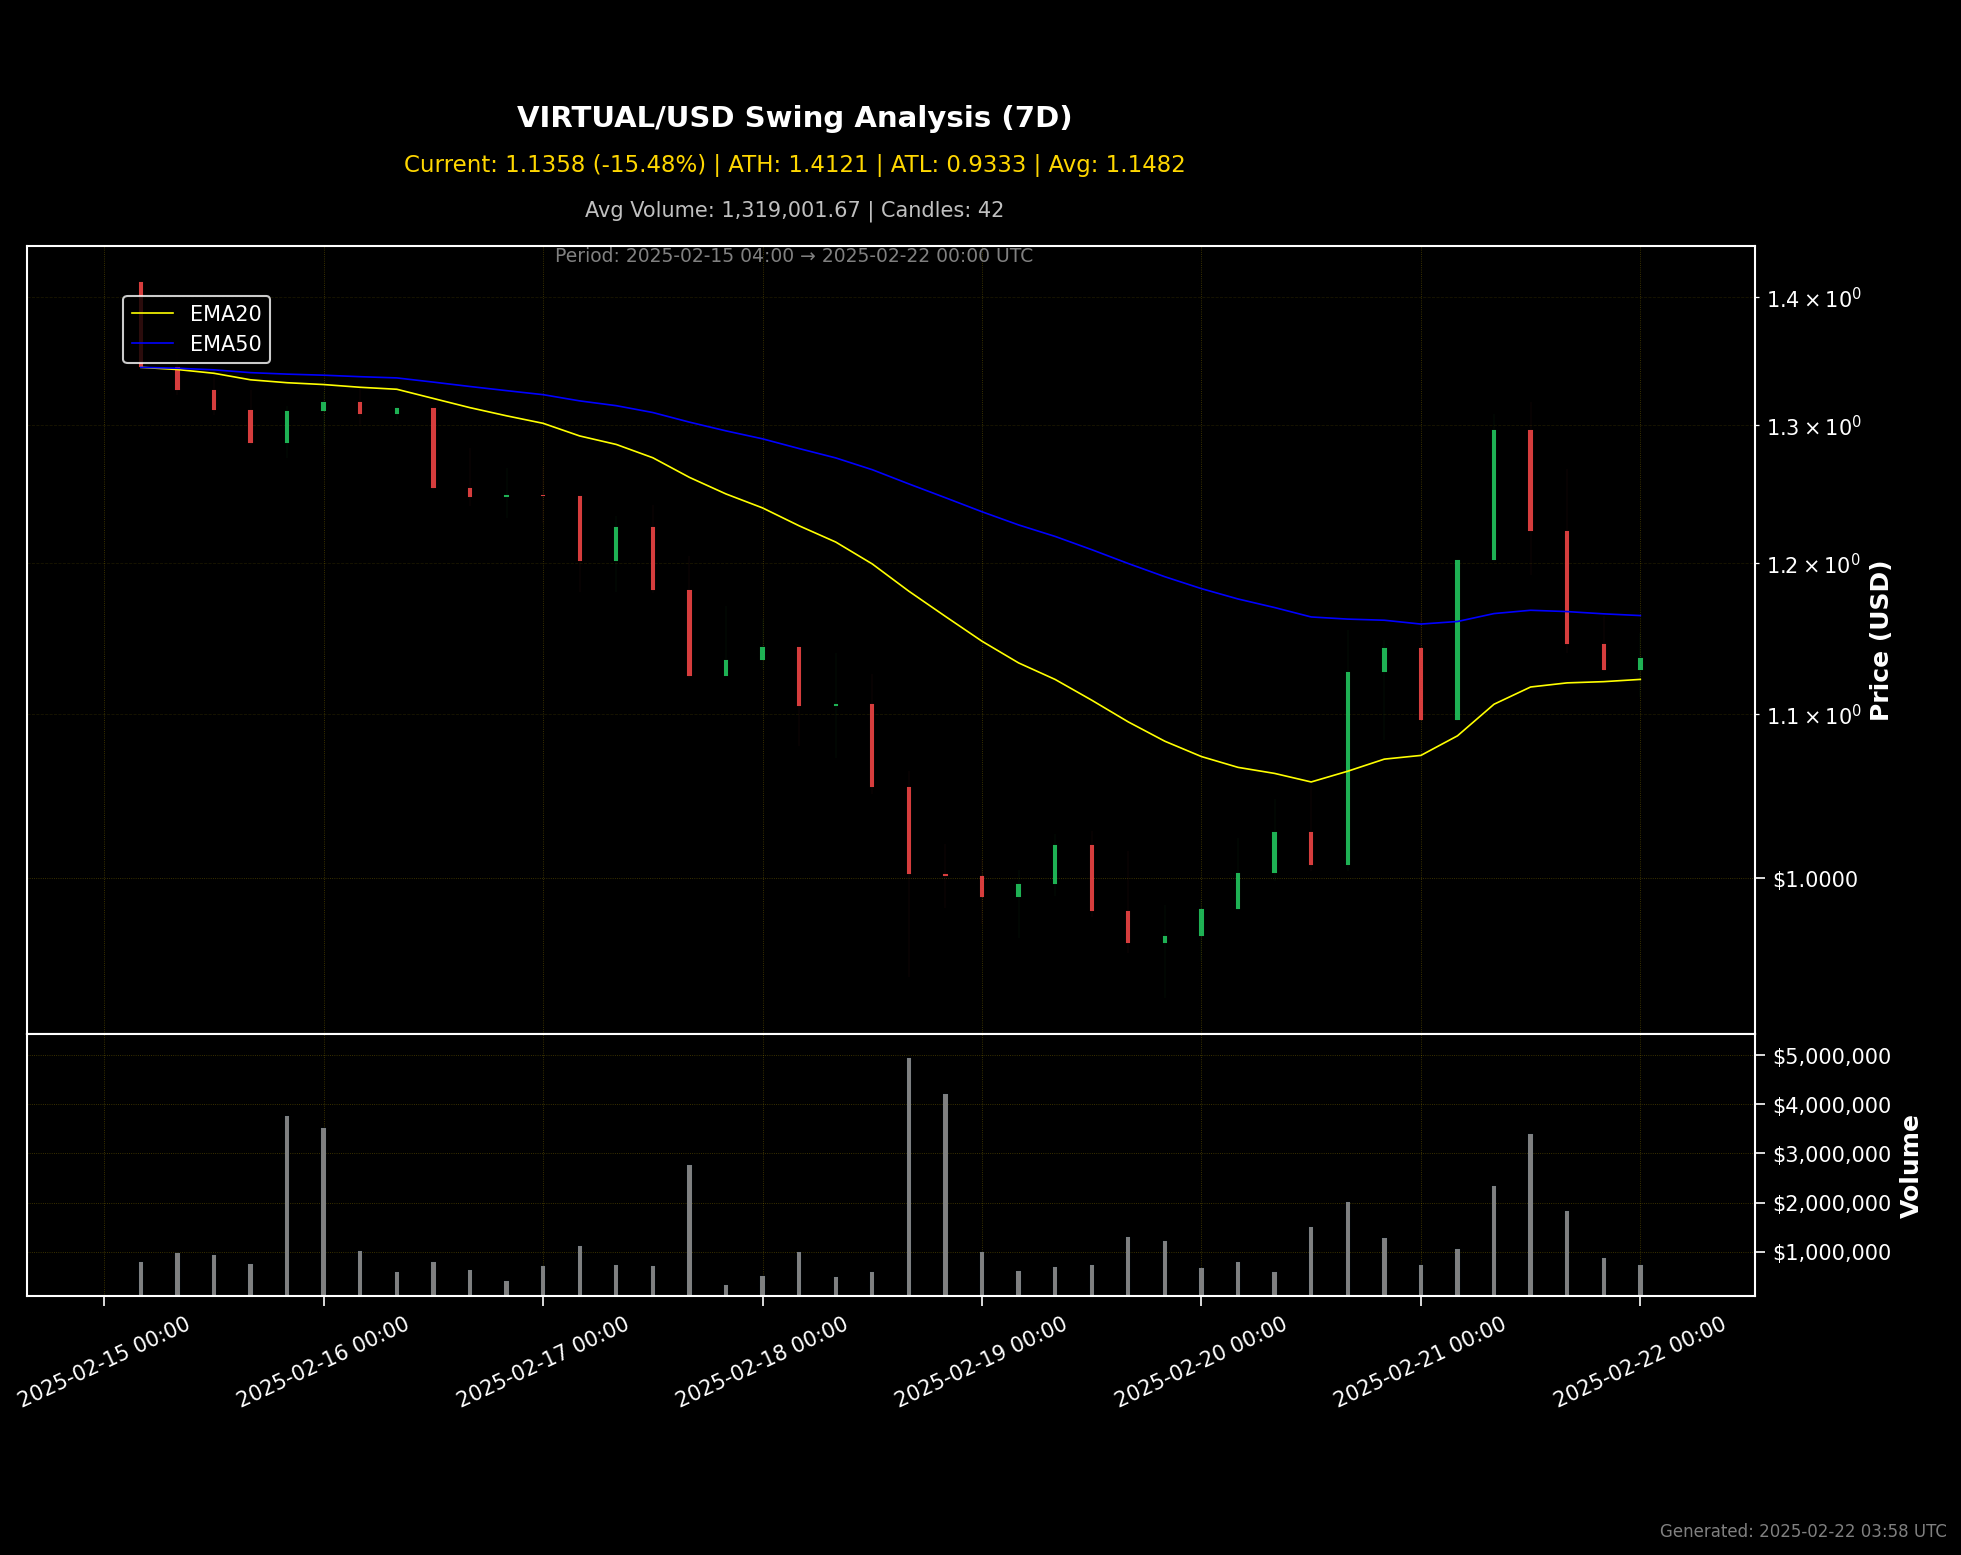 VIRTUAL/USD Swing Analysis (7D)
Current: 1.1358 (-15.48%) | ATH: 1.4121 | ATL: 0.9333 | Avg: 1.1482
Avg Volume: 1,319,001.67 | Candles: 42
Period: 2025-02-15 04:00 → 2025-02-22 00:00 UTC
EMA20
EMA50
1.4 × 10⁰
1.3 × 10⁰
1.2 × 10⁰
1.1 × 10⁰
$1.0000
Price (USD)
$5,000,000
$4,000,000
$3,000,000
$2,000,000
$1,000,000
Volume
2025-02-15 00:00
2025-02-16 00:00
2025-02-17 00:00
2025-02-18 00:00
2025-02-19 00:00
2025-02-20 00:00
2025-02-21 00:00
2025-02-22 00:00
Generated: 2025-02-22 03:58 UTC